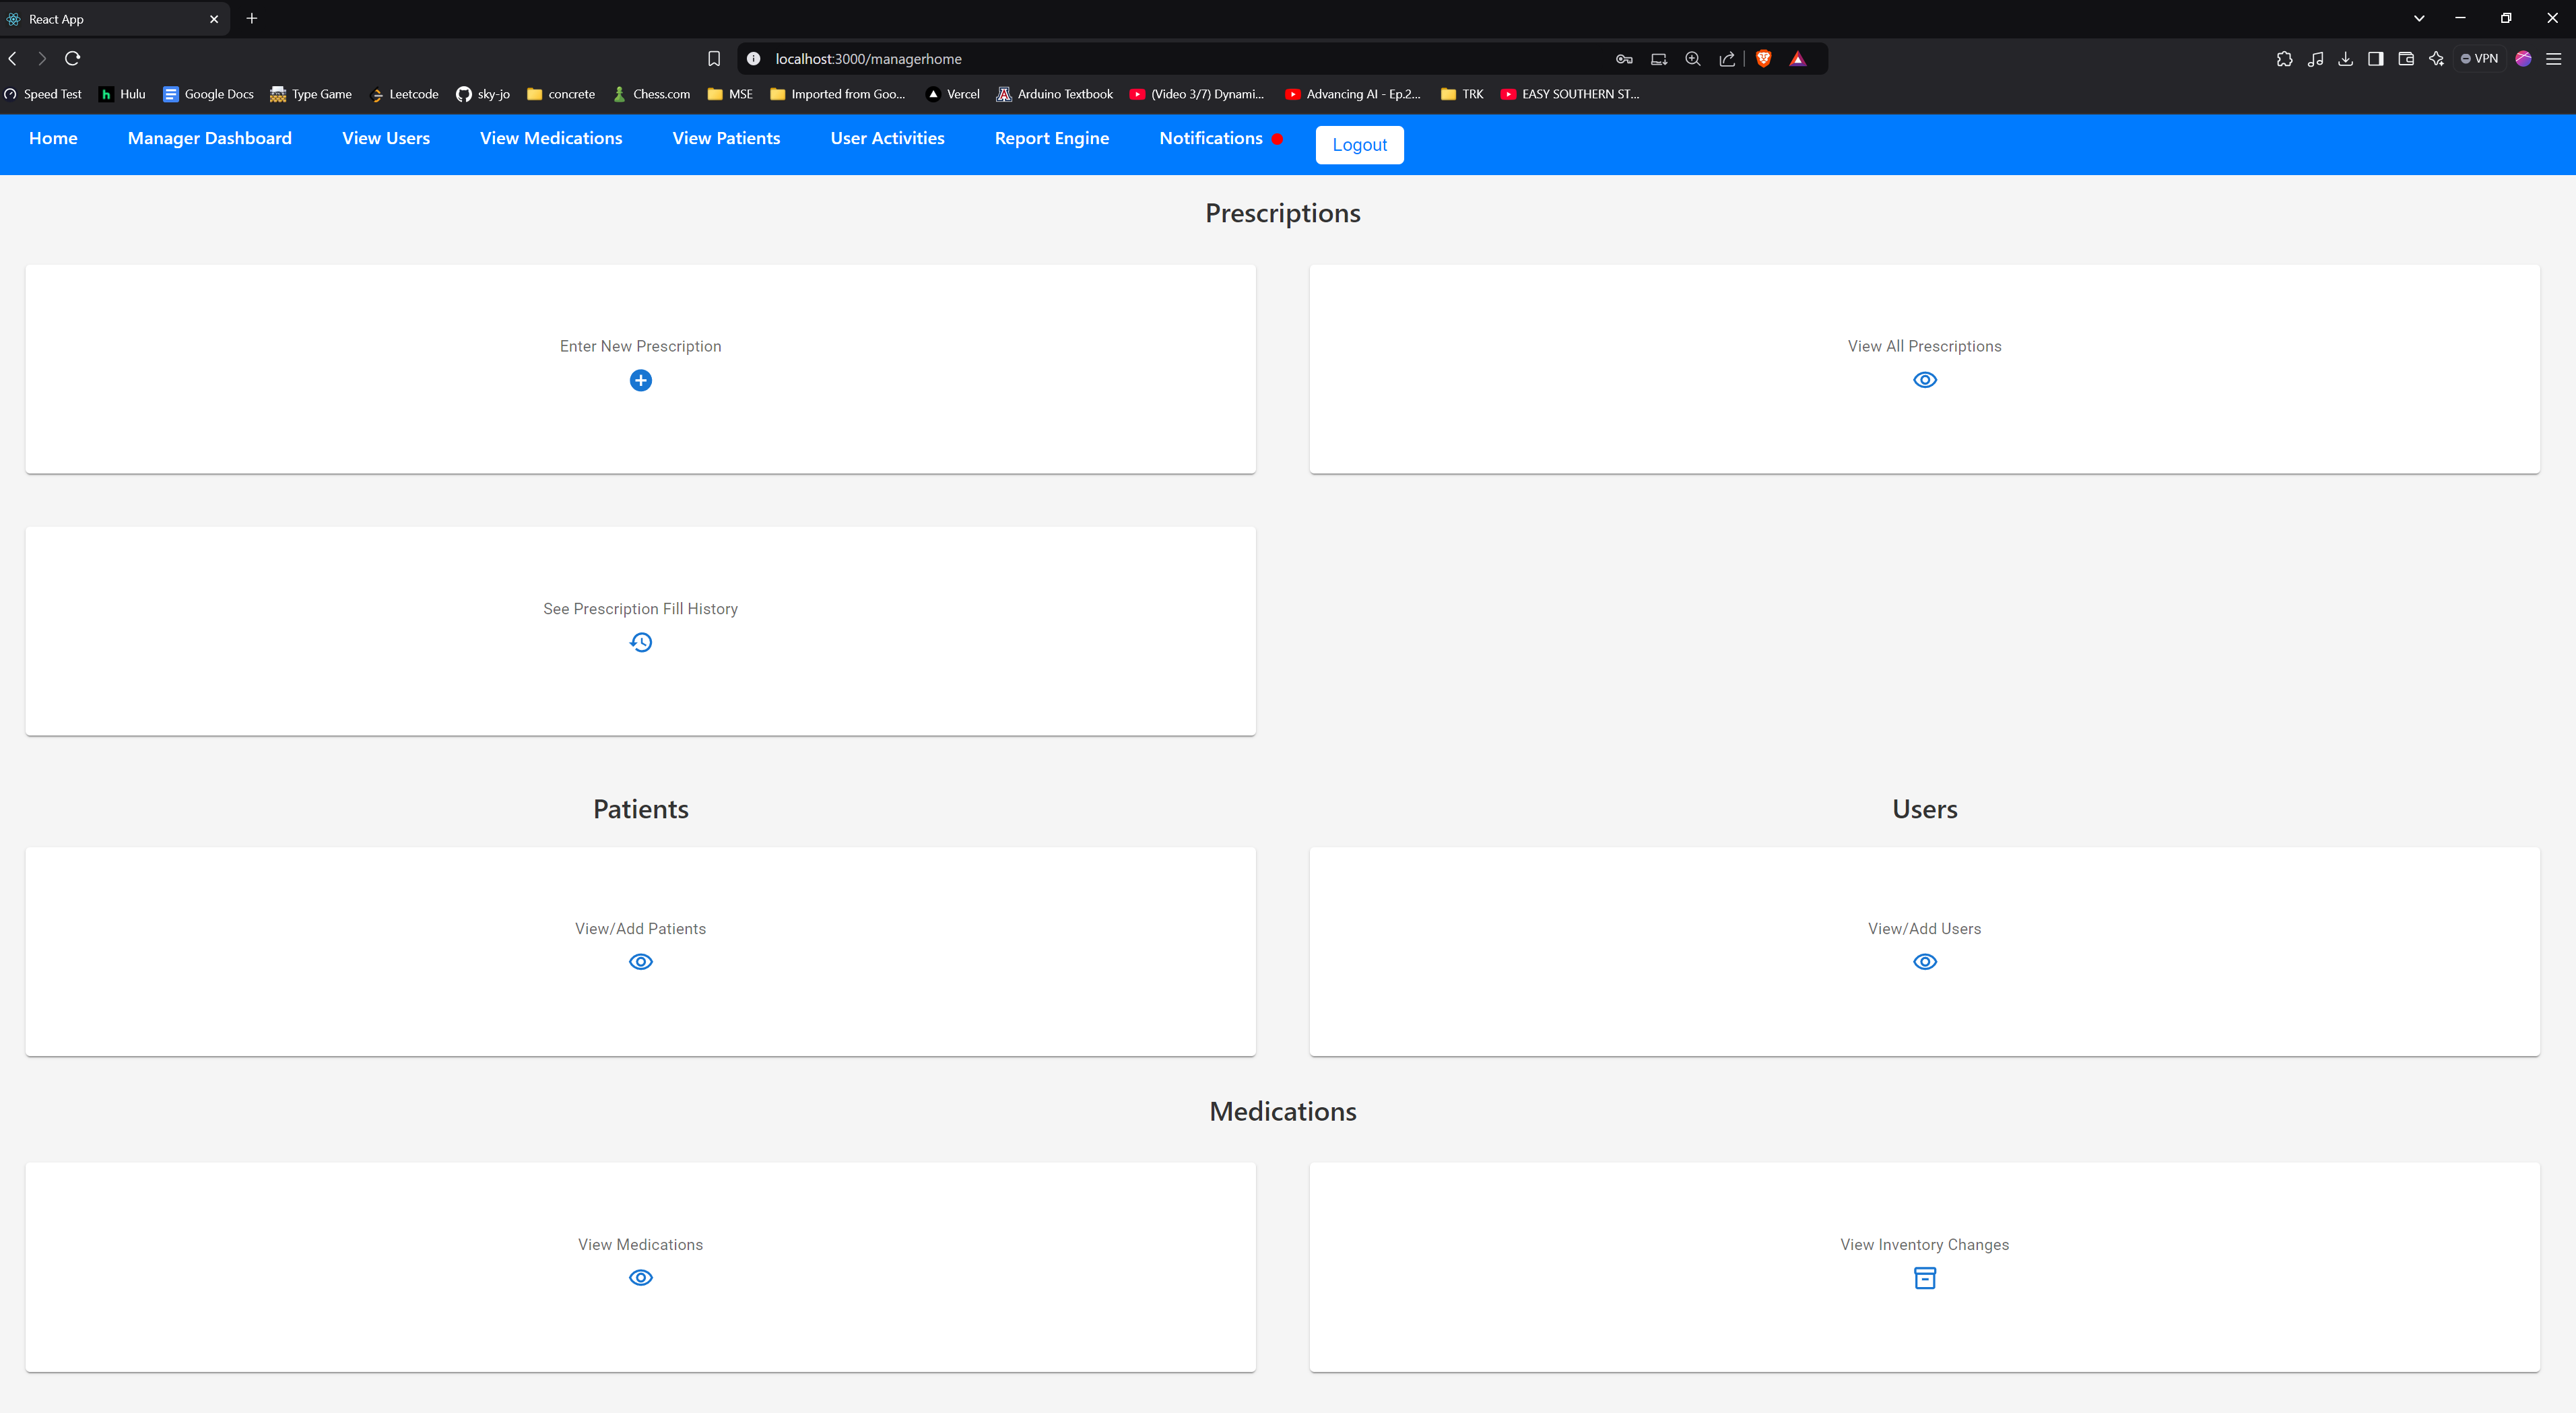 React App
localhost:3000/managerhome
VPN
Speed Test Hulu Google Docs Type Game Leetcode sky-jo concrete Chess.com MSE Imported from Goo... Vercel Arduino Textbook (Video 3/7) Dynami... Advancing AI - Ep.2... TRK EASY SOUTHERN ST...
Home Manager Dashboard View Users View Medications View Patients User Activities Report Engine Notifications Logout
Prescriptions
Enter New Prescription
View All Prescriptions
See Prescription Fill History
Patients
Users
View/Add Patients
View/Add Users
Medications
View Medications
View Inventory Changes